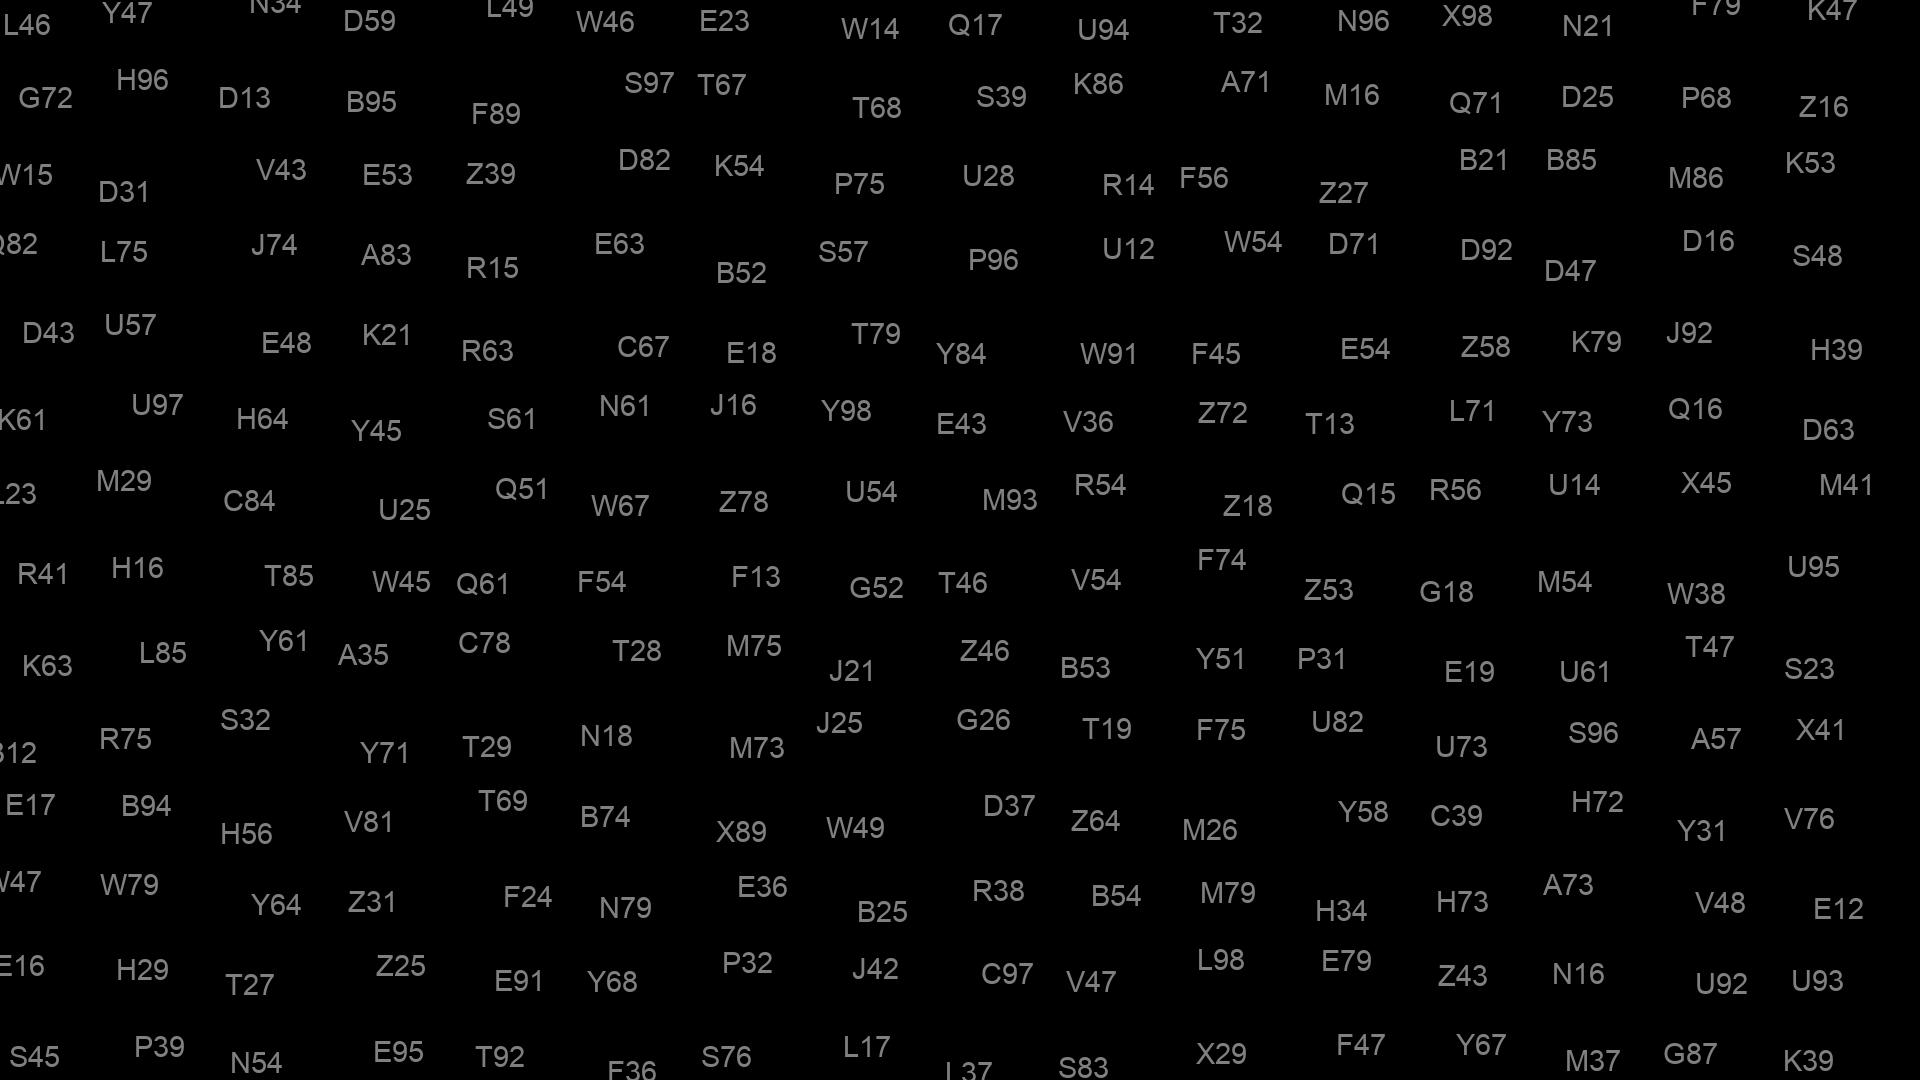 L46 Y47 N34 D59 L49 W46 E23 W14 Q17 U94 T32 N96 X98 N21 F79 K47
G72 H96 D13 B95 F89 S97 T67 T68 S39 K86 A71 M16 Q71 D25 P68 Z16
W15 D31 V43 E53 Z39 D82 K54 P75 U28 R14 F56 Z27 B21 B85 M86 K53
Q82 L75 J74 A83 R15 E63 B52 S57 P96 U12 W54 D71 D92 D47 D16 S48
D43 U57 E48 K21 R63 C67 E18 T79 Y84 W91 F45 E54 Z58 K79 J92 H39
K61 U97 H64 Y45 S61 N61 J16 Y98 E43 V36 Z72 T13 L71 Y73 Q16 D63
M29 C84 U25 Q51 W67 Z78 U54 M93 R54 Z18 Q15 R56 U14 X45 M41
R41 H16 T85 W45 Q61 F54 F13 G52 T46 V54 F74 Z53 G18 M54 W38 U95
K63 L85 Y61 A35 C78 T28 M75 J21 Z46 B53 Y51 P31 E19 U61 T47 S23
R75 S32 Y71 T29 N18 M73 J25 G26 T19 F75 U82 U73 S96 A57 X41
E17 B94 H56 V81 T69 B74 X89 W49 D37 Z64 M26 Y58 C39 H72 Y31 V76
W79 Y64 Z31 F24 N79 E36 B25 R38 B54 M79 H34 H73 A73 V48 E12
E16 H29 T27 Z25 E91 Y68 P32 J42 C97 V47 L98 E79 Z43 N16 U92 U93
S45 P39 N54 E95 T92 S76 L17 L37 S83 X29 F47 Y67 M37 G87 K39